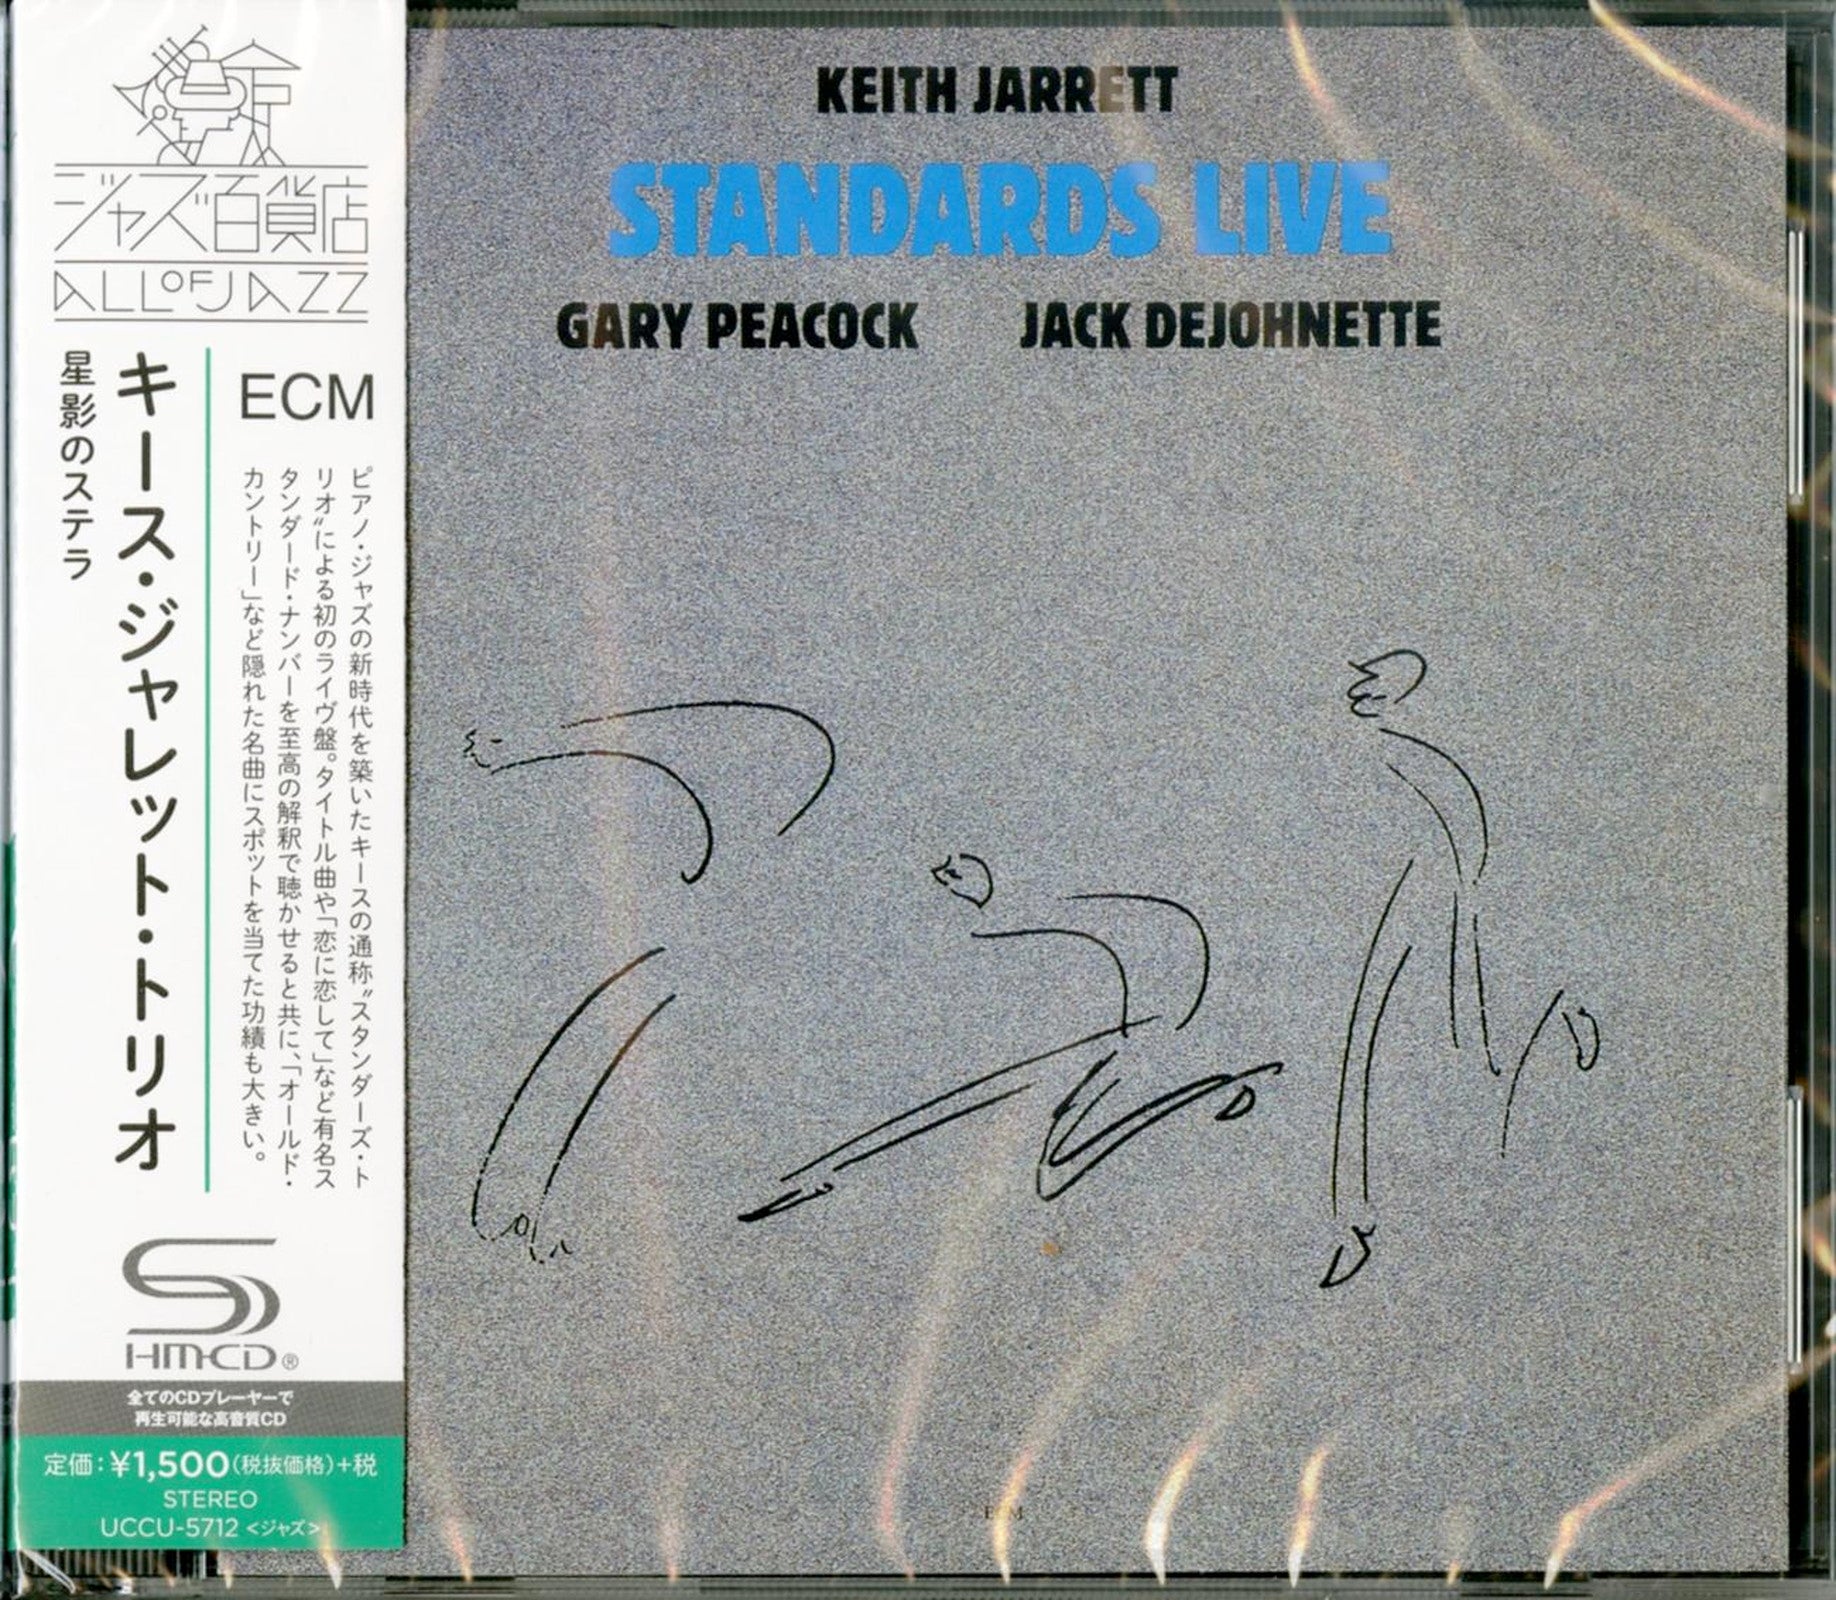 ジャズ百貨店
ALL OF JAZZ
キース・ジャレット・トリオ
星影のステラ
ECM
ピアノ・ジャズの新時代を築いたキースの通称〝スタンダーズ・ト
リオ〟による初のライヴ盤。タイトル曲や「恋に恋して」など有名ス
タンダード・ナンバーを至高の解釈で聴かせると共に、「オールド・
カントリー」など隠れた名曲にスポットを当てた功績も大きい。
HM-CD®
全てのCDプレーヤーで
再生可能な高音質CD
定価：¥1,500(税抜価格)+税
STEREO
UCCU-5712 <ジャズ>
KEITH JARRETT
STANDARDS LIVE
GARY PEACOCK JACK DEJOHNETTE